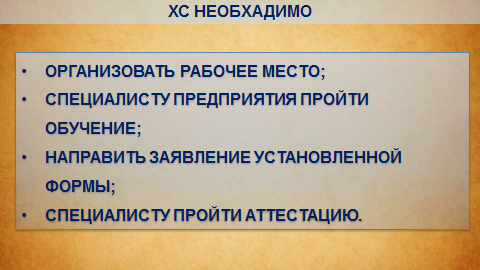 ХС НЕОБХАДИМО
• ОРГАНИЗОВАТЬ РАБОЧЕЕ МЕСТО;
• СПЕЦИАЛИСТУ ПРЕДПРИЯТИЯ ПРОЙТИ
ОБУЧЕНИЕ;
• НАПРАВИТЬ ЗАЯВЛЕНИЕ УСТАНОВЛЕННОЙ
ФОРМЫ;
• СПЕЦИАЛИСТУ ПРОЙТИ АТТЕСТАЦИЮ.